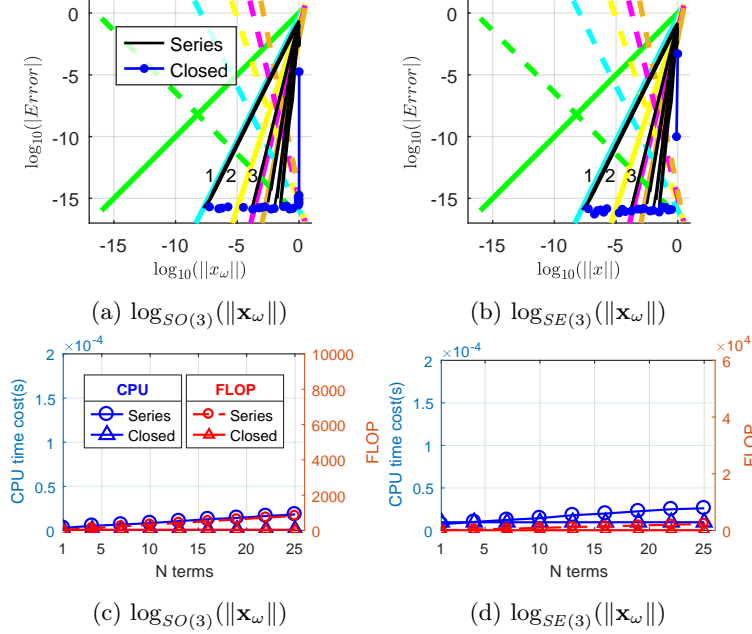 0
-5
-10
-15
log10(|Error|)
Series
Closed
1 2 3
-15 -10 -5 0
log10(||xω||)
(a) log_SO(3)(‖xω‖)
0
-5
-10
-15
log10(|Error|)
1 2 3
-15 -10 -5 0
log10(||x||)
(b) log_SE(3)(‖xω‖)
×10^-4
2
1.5
1
0.5
0
CPU time cost(s)
CPU FLOP
Series Series
Closed Closed
10000
8000
6000
4000
2000
0
FLOP
1 5 10 15 20 25
N terms
(c) log_SO(3)(‖xω‖)
×10^-4
2
1.5
1
0.5
0
CPU time cost(s)
×10^4
6
4
2
0
FLOP
1 5 10 15 20 25
N terms
(d) log_SE(3)(‖xω‖)